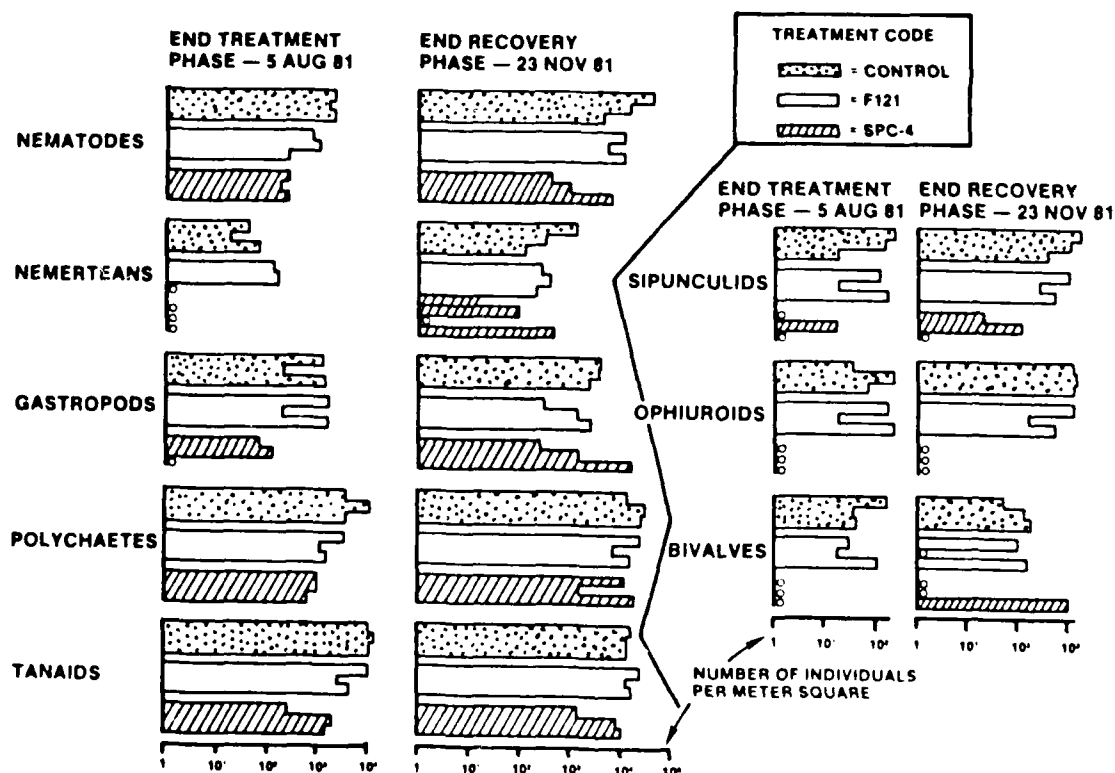 END TREATMENT
PHASE — 5 AUG 81
END RECOVERY
PHASE — 23 NOV 81
TREATMENT CODE
= CONTROL
= F121
= SPC-4
NEMATODES
NEMERTEANS
GASTROPODS
POLYCHAETES
TANAIDS
END TREATMENT
PHASE — 5 AUG 81
END RECOVERY
PHASE — 23 NOV 81
SIPUNCULIDS
OPHIUROIDS
BIVALVES
NUMBER OF INDIVIDUALS
PER METER SQUARE